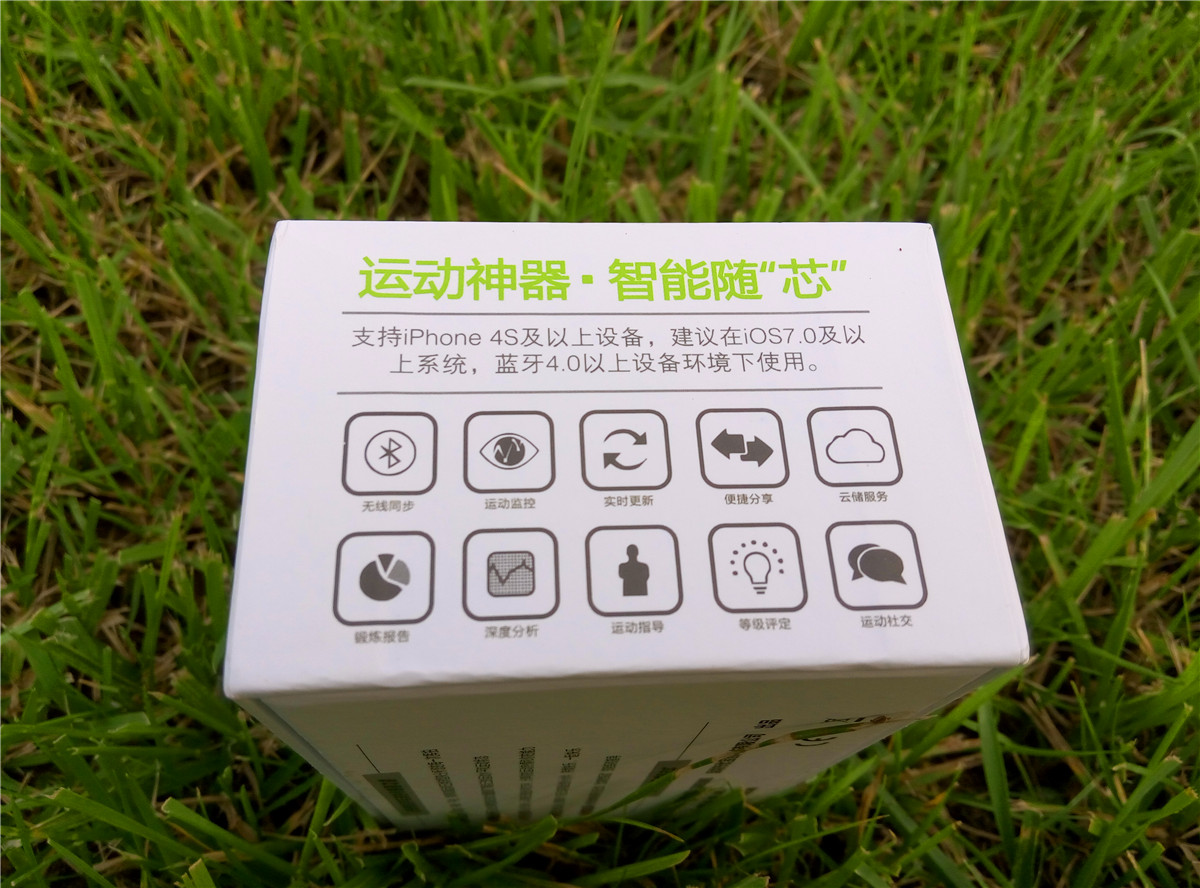 运动神器·智能随“芯”
支持iPhone 4S及以上设备，建议在iOS7.0及以
上系统，蓝牙4.0以上设备环境下使用。
无线同步 运动监控 实时更新 便捷分享 云储服务
锻炼报告 深度分析 运动指导 等级评定 运动社交